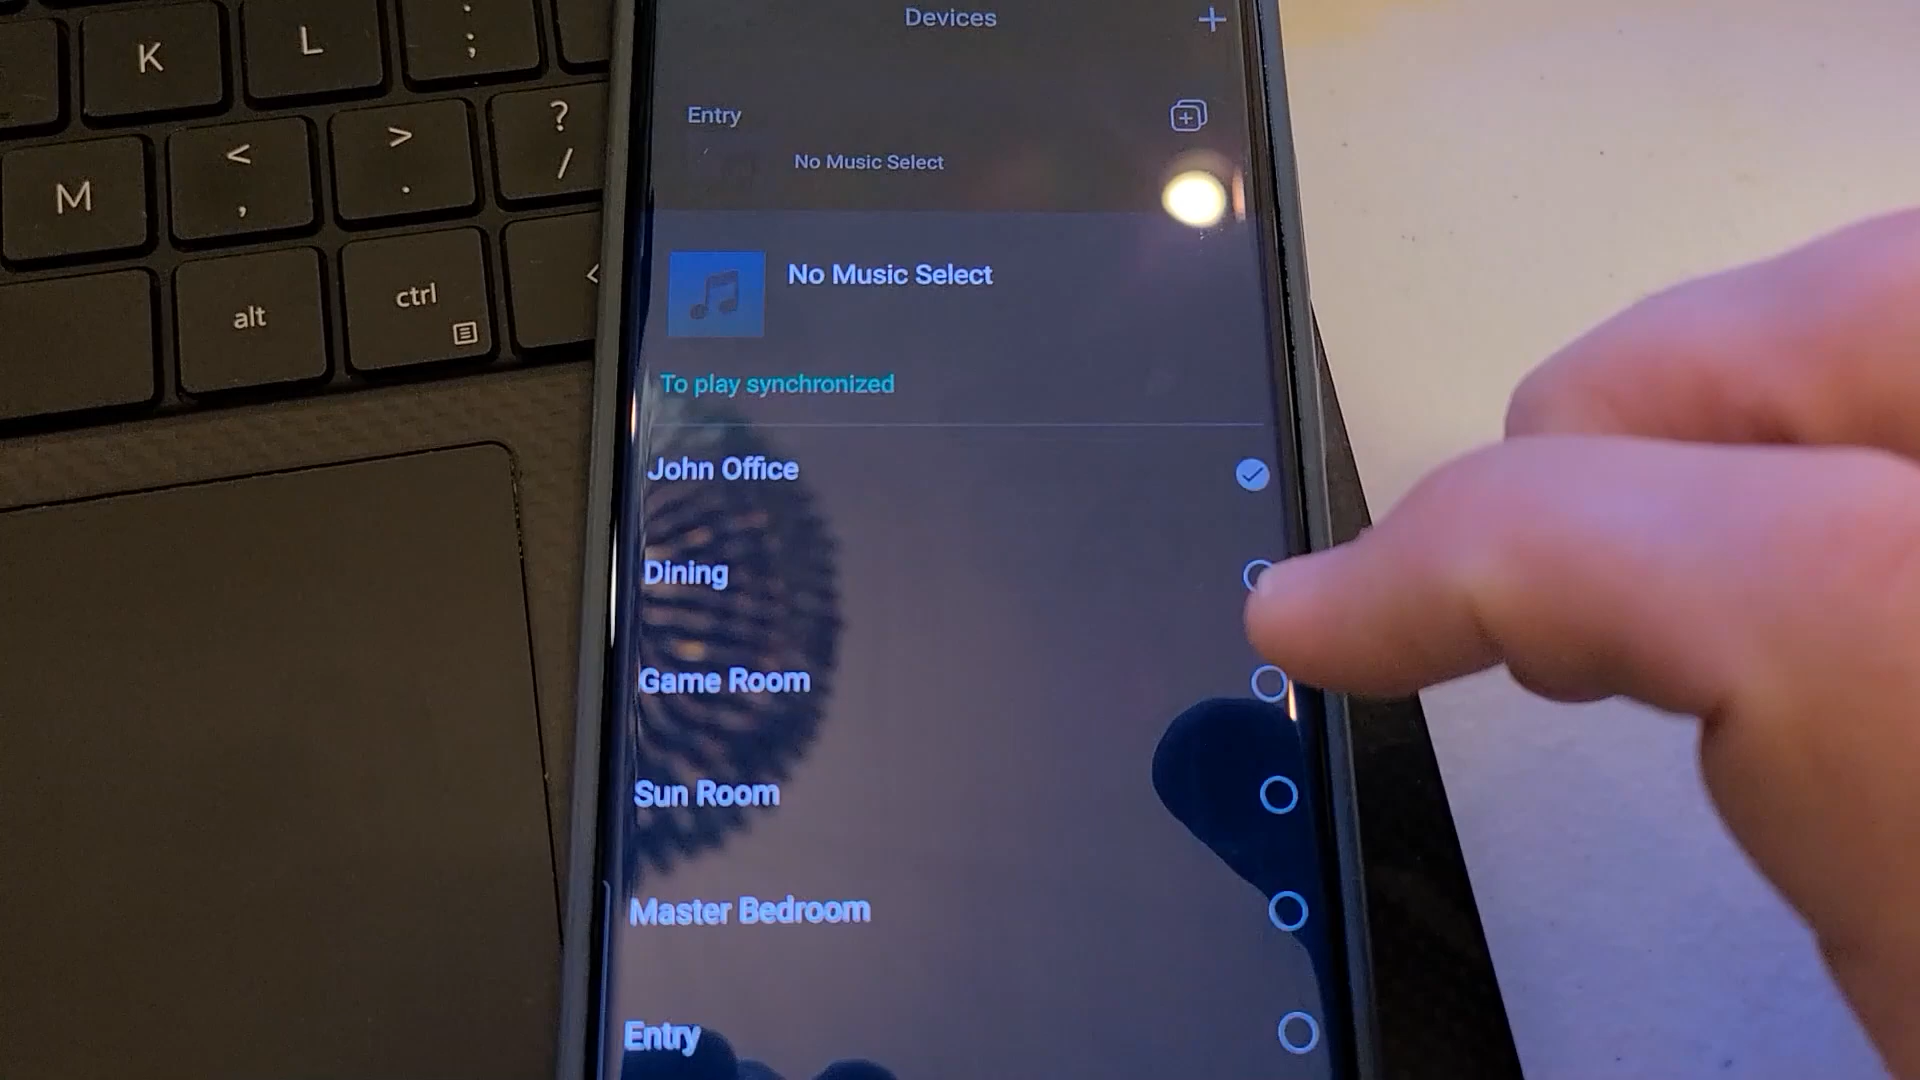 Devices +
Entry
No Music Select
No Music Select
To play synchronized
John Office
Dining
Game Room
Sun Room
Master Bedroom
Entry
K
L
:
;
M
<
,
>
.
?
/
alt
ctrl
<